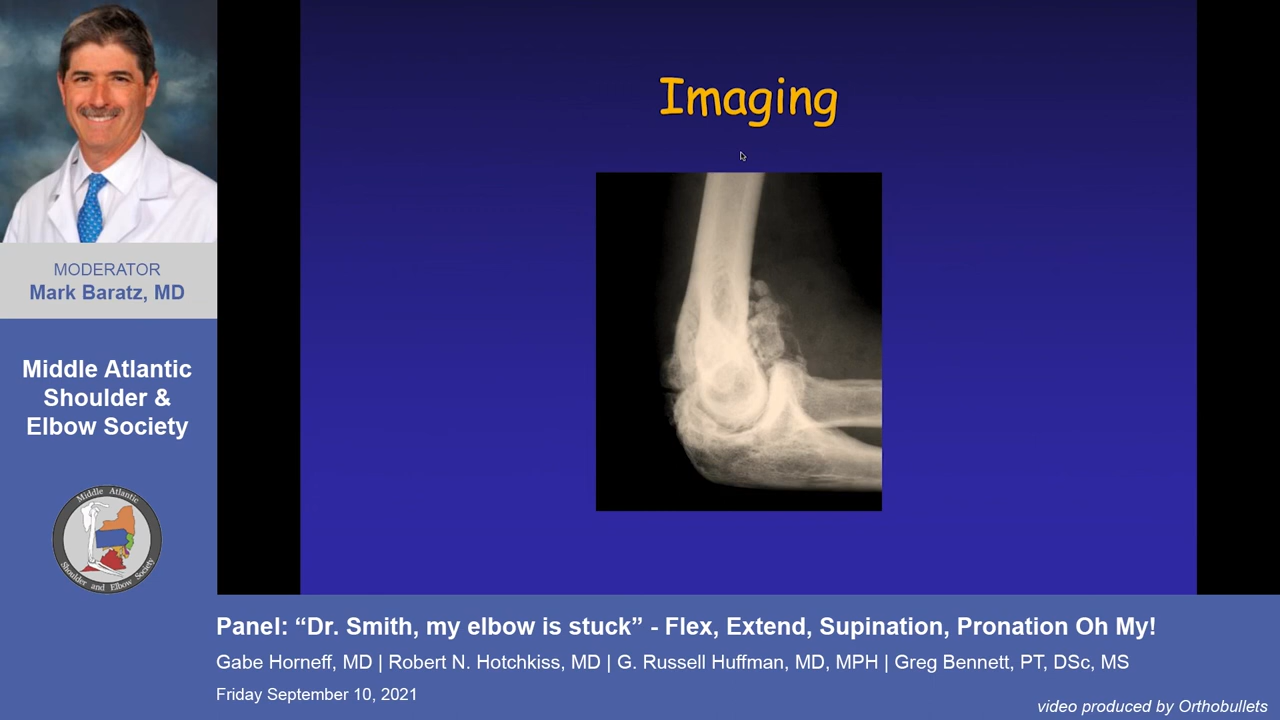 Imaging
MODERATOR
Mark Baratz, MD
Middle Atlantic
Shoulder &
Elbow Society
Middle Atlantic
Shoulder and Elbow Society
Panel: “Dr. Smith, my elbow is stuck” - Flex, Extend, Supination, Pronation Oh My!
Gabe Horneff, MD | Robert N. Hotchkiss, MD | G. Russell Huffman, MD, MPH | Greg Bennett, PT, DSc, MS
Friday September 10, 2021
video produced by Orthobullets